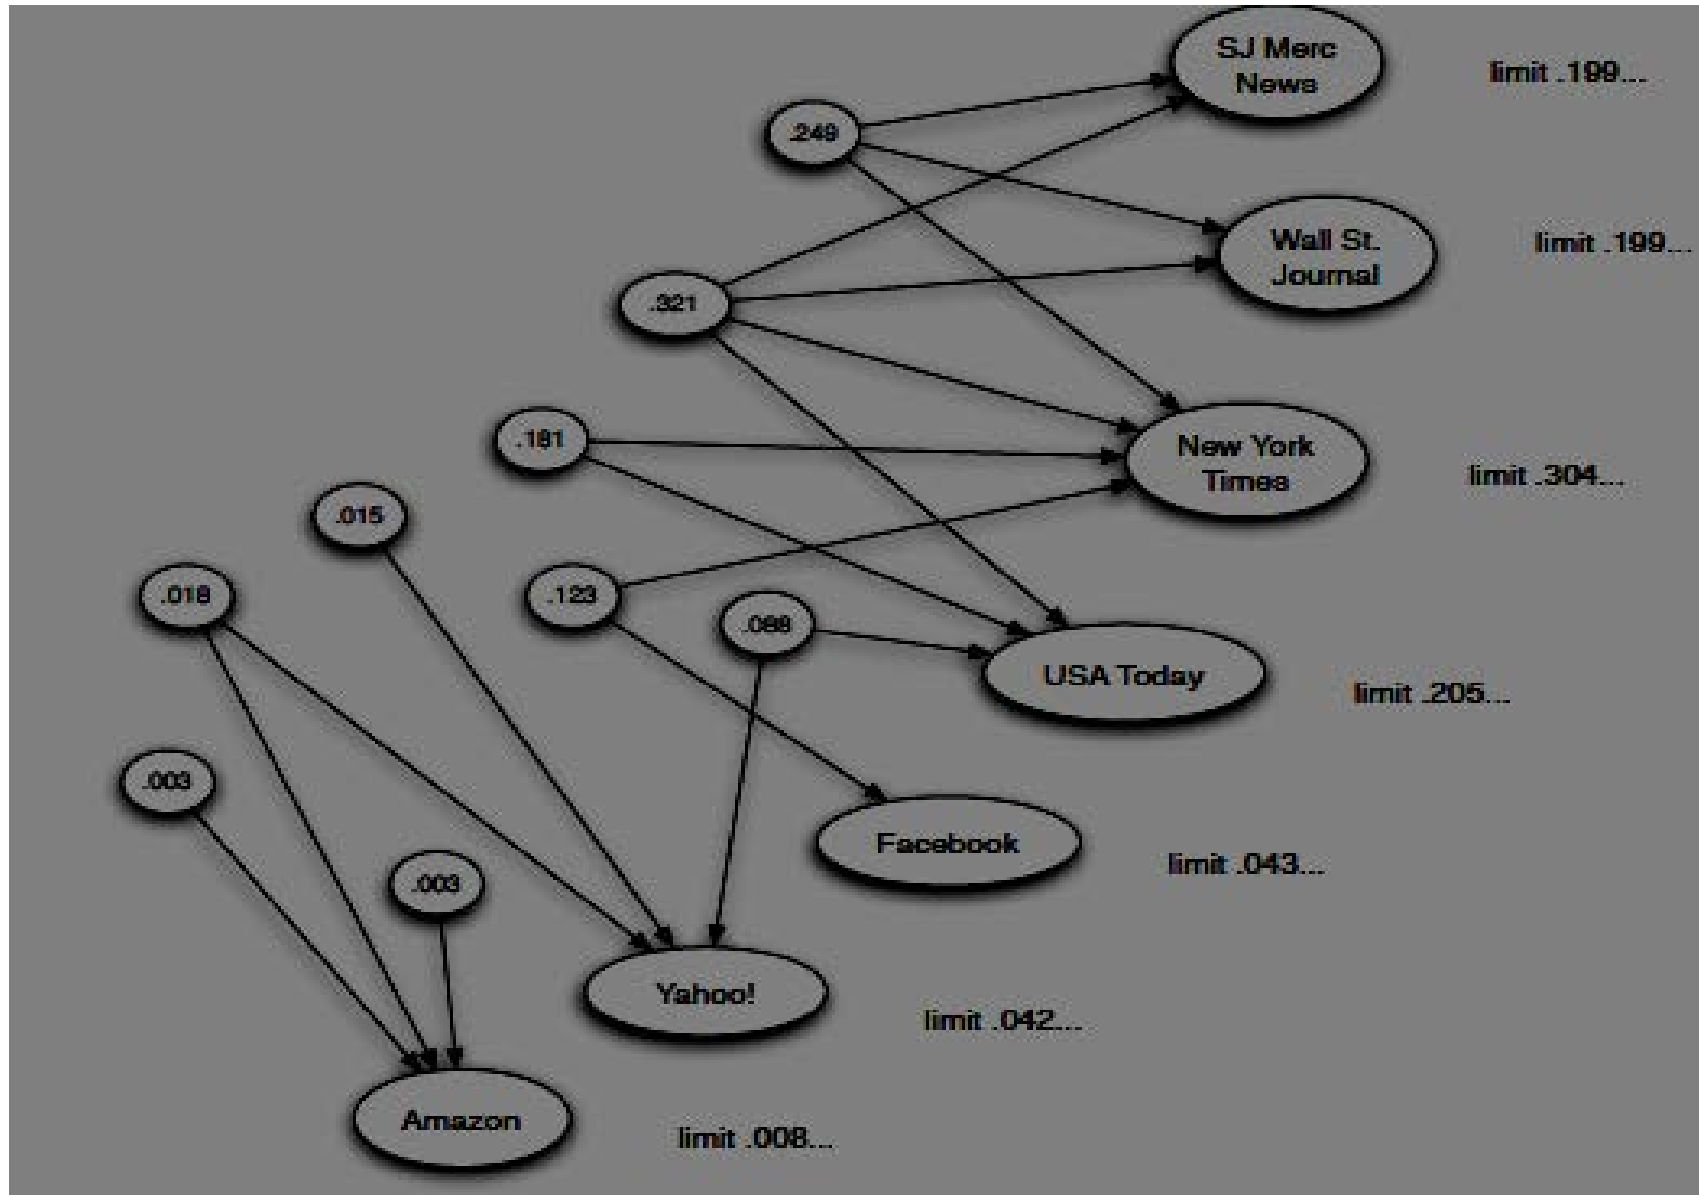 SJ Merc
News
limit .199...
.249
Wall St.
Journal
limit .199...
.321
New York
Times
limit .304...
.181
.015
.018
.123
.088
USA Today
limit .205...
.003
Facebook
limit .043...
.003
Yahoo!
limit .042...
Amazon
limit .008...